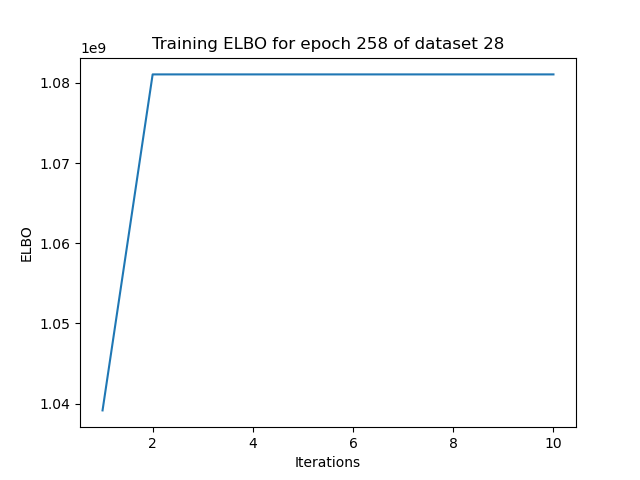 Training ELBO for epoch 258 of dataset 28
1e9
1.08
1.07
1.06
1.05
1.04
ELBO
2 4 6 8 10
Iterations